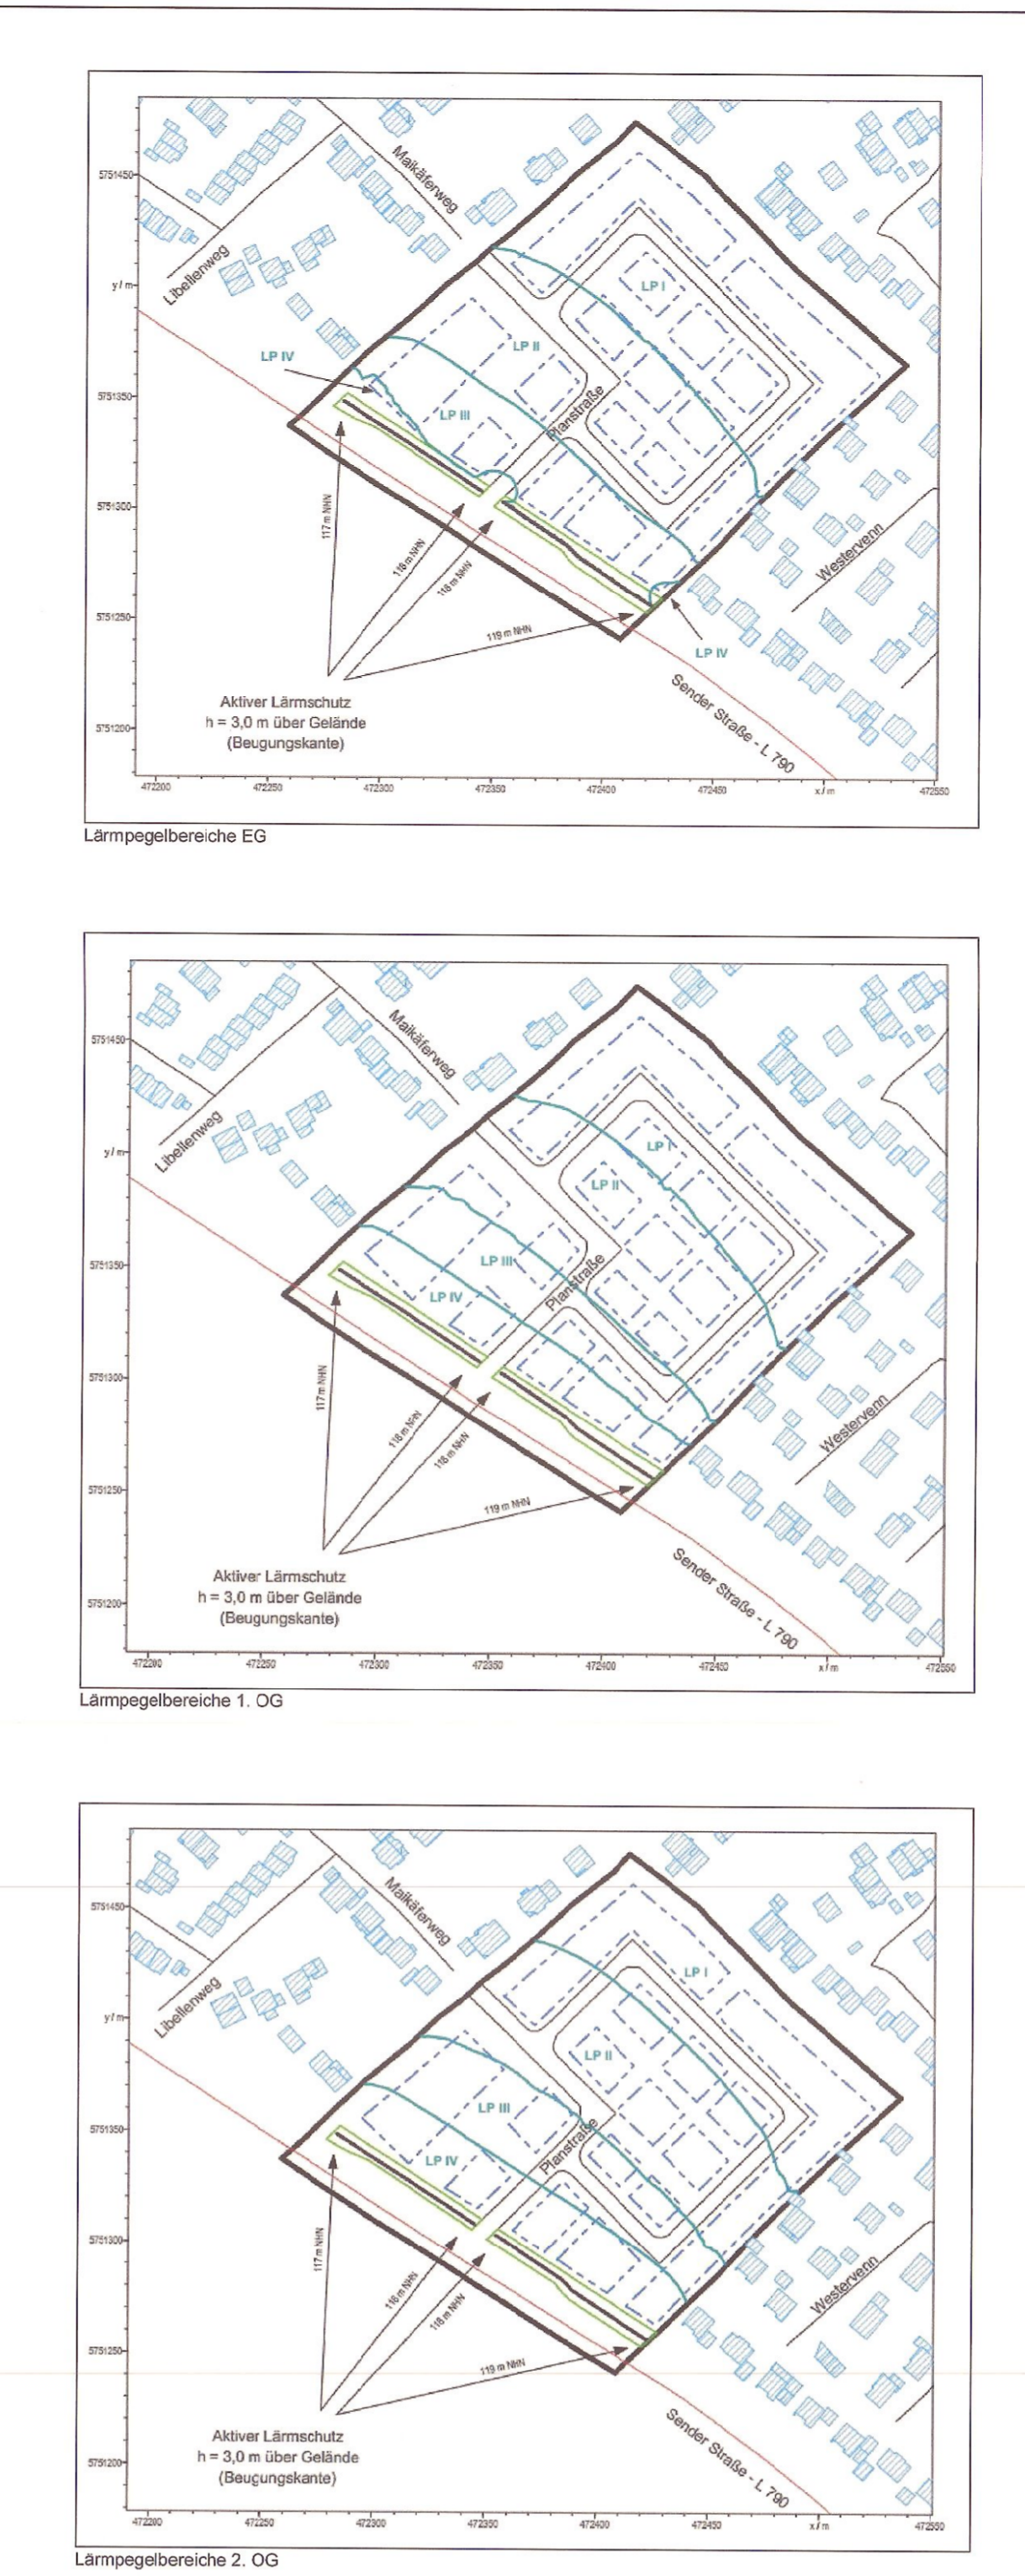 Maikäferweg
5751450
Libellenweg
y / m
LP I
LP II
LP IV
5751350
LP III
Planstraße
5751300
117 m NHN
118 m NHN
118 m NHN
Westervenn
5751250
119 m NHN
LP IV
Aktiver Lärmschutz
h = 3,0 m über Gelände
(Beugungskante)
Sender Straße - L 790
5751200
472200 472250 472300 472350 472400 472450 x / m 472550
Lärmpegelbereiche EG
Maikäferweg
5751450
Libellenweg
y / m
LP I
LP II
5751350
LP III
LP IV
Planstraße
5751300
117 m NHN
118 m NHN
118 m NHN
Westervenn
5751250
119 m NHN
Aktiver Lärmschutz
h = 3,0 m über Gelände
(Beugungskante)
Sender Straße - L 790
5751200
472200 472250 472300 472350 472400 472450 x / m 472550
Lärmpegelbereiche 1. OG
Maikäferweg
5751450
LP I
Libellenweg
y / m
LP II
LP III
5751350
LP IV
Planstraße
5751300
117 m NHN
118 m NHN
118 m NHN
Westervenn
5751250
119 m NHN
Aktiver Lärmschutz
h = 3,0 m über Gelände
(Beugungskante)
Sender Straße - L 790
5751200
472200 472250 472300 472350 472400 472450 x / m 472550
Lärmpegelbereiche 2. OG